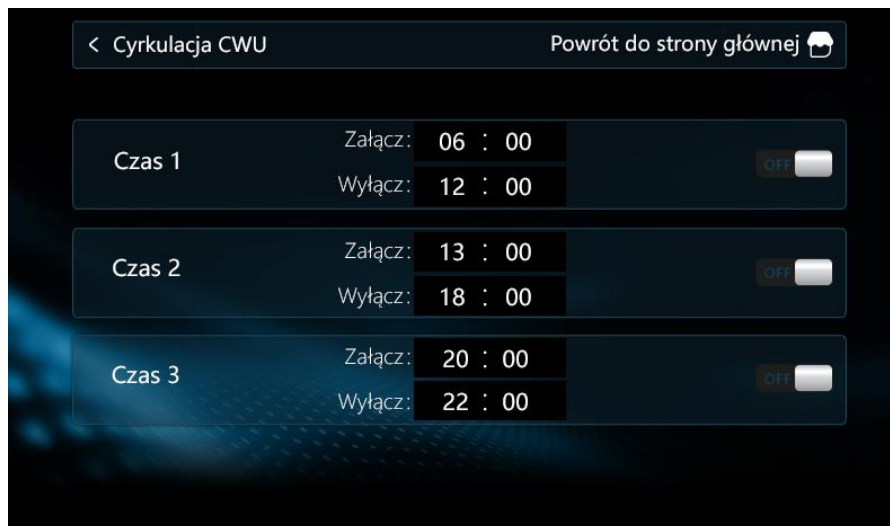 < Cyrkulacja CWU Powrót do strony głównej
Załącz: 06 : 00
Czas 1 OFF
Wyłącz: 12 : 00
Załącz: 13 : 00
Czas 2 OFF
Wyłącz: 18 : 00
Załącz: 20 : 00
Czas 3 OFF
Wyłącz: 22 : 00